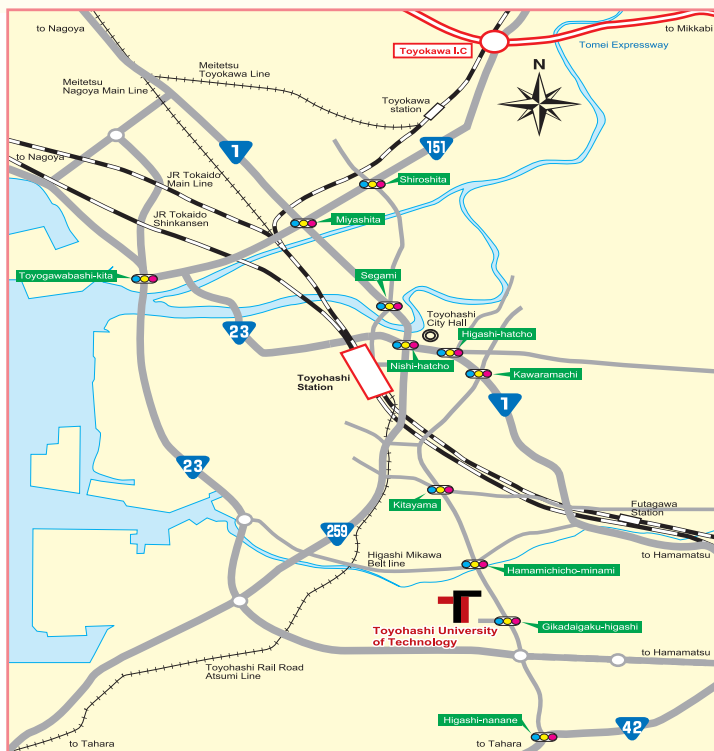 to Nagoya
Toyokawa I.C
to Mikkabi
Tomei Expressway
Meitetsu
Toyokawa Line
Meitetsu
Nagoya Main Line
N
Toyokawa
station
1
151
to Nagoya
JR Tokaido
Main Line
Shiroshita
JR Tokaido
Shinkansen
Miyashita
Toyogawabashi-kita
Segami
Toyohashi
City Hall
23
Higashi-hatcho
Nishi-hatcho
Toyohashi
Station
Kawaramachi
1
23
Kitayama
Futagawa
Station
259
to Hamamatsu
Higashi Mikawa
Belt line
Hamamichicho-minami
Toyohashi University
of Technology
Gikadaigaku-higashi
to Hamamatsu
Toyohashi Rail Road
Atsumi Line
Higashi-nanane
42
to Tahara
to Tahara